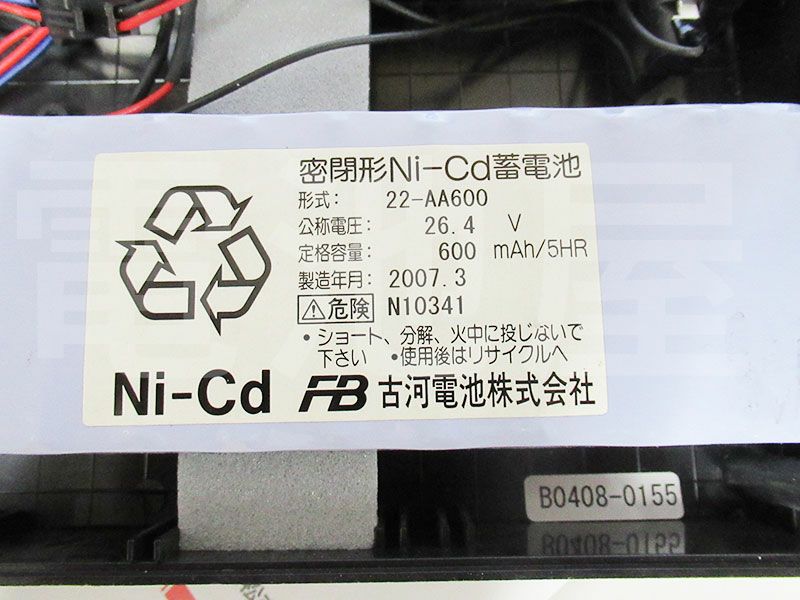 密閉形Ni-Cd蓄電池
形式: 22-AA600
公称電圧: 26.4 V
定格容量: 600 mAh/5HR
製造年月: 2007.3
⚠危険 N10341
・ショート、分解、火中に投じないで
下さい ・使用後はリサイクルへ
Ni-Cd FB 古河電池株式会社
B0408-0155